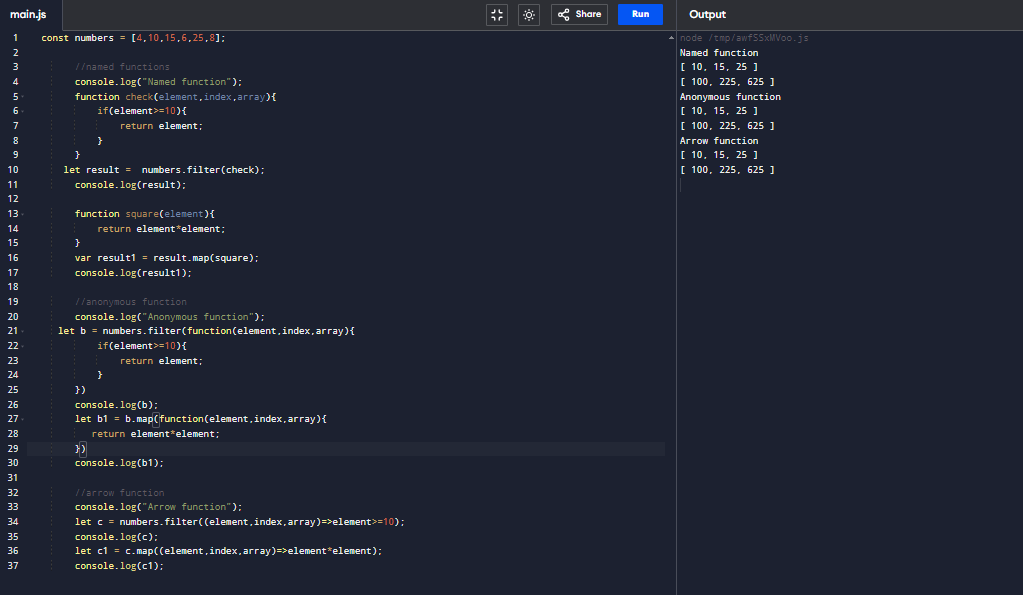 main.js Share Run Output
1 const numbers = [4,10,15,6,25,8];
2
3 //named functions
4 console.log("Named function");
5 function check(element,index,array){
6 if(element>=10){
7 return element;
8 }
9 }
10 let result = numbers.filter(check);
11 console.log(result);
12
13 function square(element){
14 return element*element;
15 }
16 var result1 = result.map(square);
17 console.log(result1);
18
19 //anonymous function
20 console.log("Anonymous function");
21 let b = numbers.filter(function(element,index,array){
22 if(element>=10){
23 return element;
24 }
25 })
26 console.log(b);
27 let b1 = b.map(function(element,index,array){
28 return element*element;
29 })
30 console.log(b1);
31
32 //arrow function
33 console.log("Arrow function");
34 let c = numbers.filter((element,index,array)=>element>=10);
35 console.log(c);
36 let c1 = c.map((element,index,array)=>element*element);
37 console.log(c1);
node /tmp/awfSSxMVoo.js
Named function
[ 10, 15, 25 ]
[ 100, 225, 625 ]
Anonymous function
[ 10, 15, 25 ]
[ 100, 225, 625 ]
Arrow function
[ 10, 15, 25 ]
[ 100, 225, 625 ]